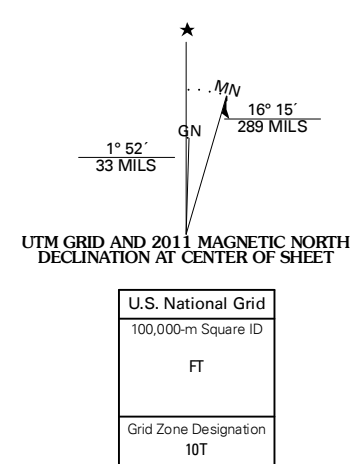 ★
MN
GN
16° 15´
289 MILS
1° 52´
33 MILS
UTM GRID AND 2011 MAGNETIC NORTH
DECLINATION AT CENTER OF SHEET
U.S. National Grid
100,000-m Square ID
FT
Grid Zone Designation
10T